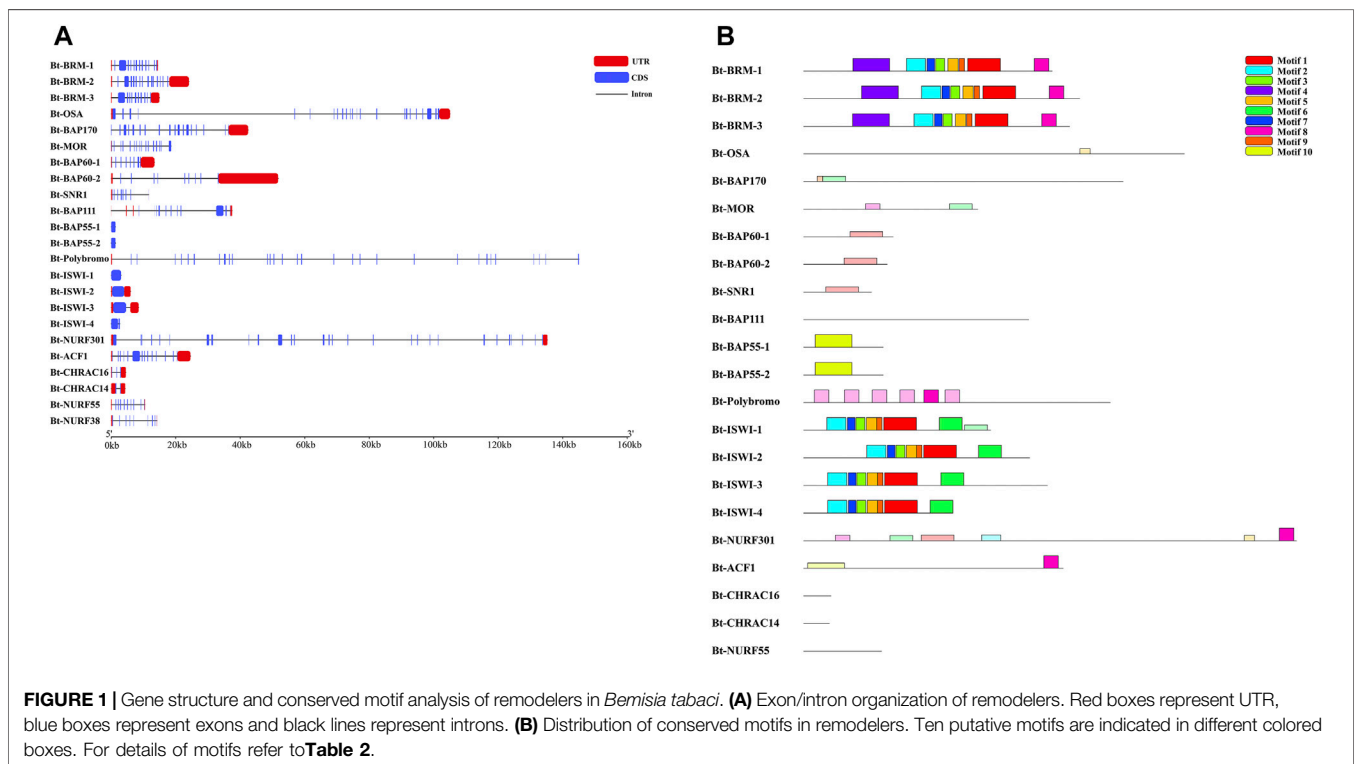 A
Bt-BRM-1
Bt-BRM-2
Bt-BRM-3
Bt-OSA
Bt-BAP170
Bt-MOR
Bt-BAP60-1
Bt-BAP60-2
Bt-SNR1
Bt-BAP111
Bt-BAP55-1
Bt-BAP55-2
Bt-Polybromo
Bt-ISWI-1
Bt-ISWI-2
Bt-ISWI-3
Bt-ISWI-4
Bt-NURF301
Bt-ACF1
Bt-CHRAC16
Bt-CHRAC14
Bt-NURF55
Bt-NURF38
UTR
CDS
Intron
5' 3'
0kb 20kb 40kb 60kb 80kb 100kb 120kb 140kb 160kb
B
Bt-BRM-1
Bt-BRM-2
Bt-BRM-3
Bt-OSA
Bt-BAP170
Bt-MOR
Bt-BAP60-1
Bt-BAP60-2
Bt-SNR1
Bt-BAP111
Bt-BAP55-1
Bt-BAP55-2
Bt-Polybromo
Bt-ISWI-1
Bt-ISWI-2
Bt-ISWI-3
Bt-ISWI-4
Bt-NURF301
Bt-ACF1
Bt-CHRAC16
Bt-CHRAC14
Bt-NURF55
Motif 1
Motif 2
Motif 3
Motif 4
Motif 5
Motif 6
Motif 7
Motif 8
Motif 9
Motif 10
FIGURE 1 | Gene structure and conserved motif analysis of remodelers in Bemisia tabaci. (A) Exon/intron organization of remodelers. Red boxes represent UTR,
blue boxes represent exons and black lines represent introns. (B) Distribution of conserved motifs in remodelers. Ten putative motifs are indicated in different colored
boxes. For details of motifs refer toTable 2.